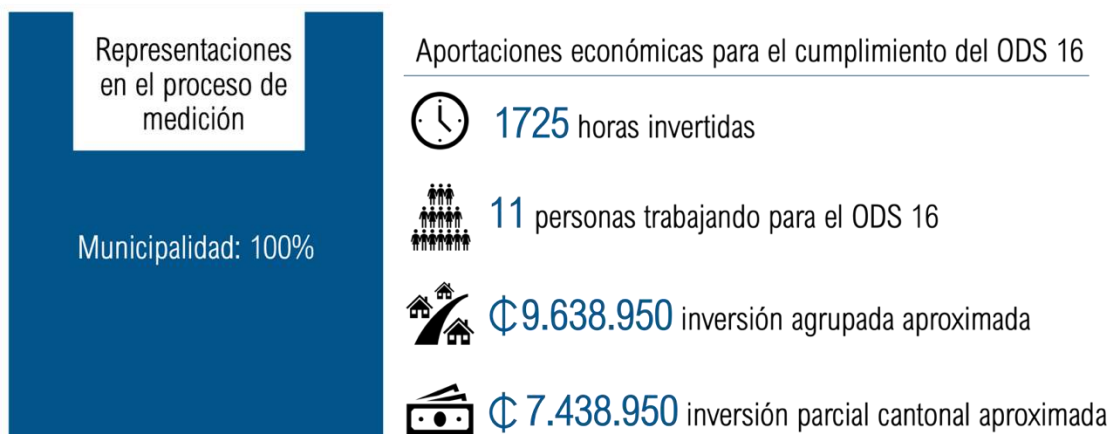 Representaciones
en el proceso de
medición
Municipalidad: 100%
Aportaciones económicas para el cumplimiento del ODS 16
1725 horas invertidas
11 personas trabajando para el ODS 16
₡9.638.950 inversión agrupada aproximada
₡ 7.438.950 inversión parcial cantonal aproximada